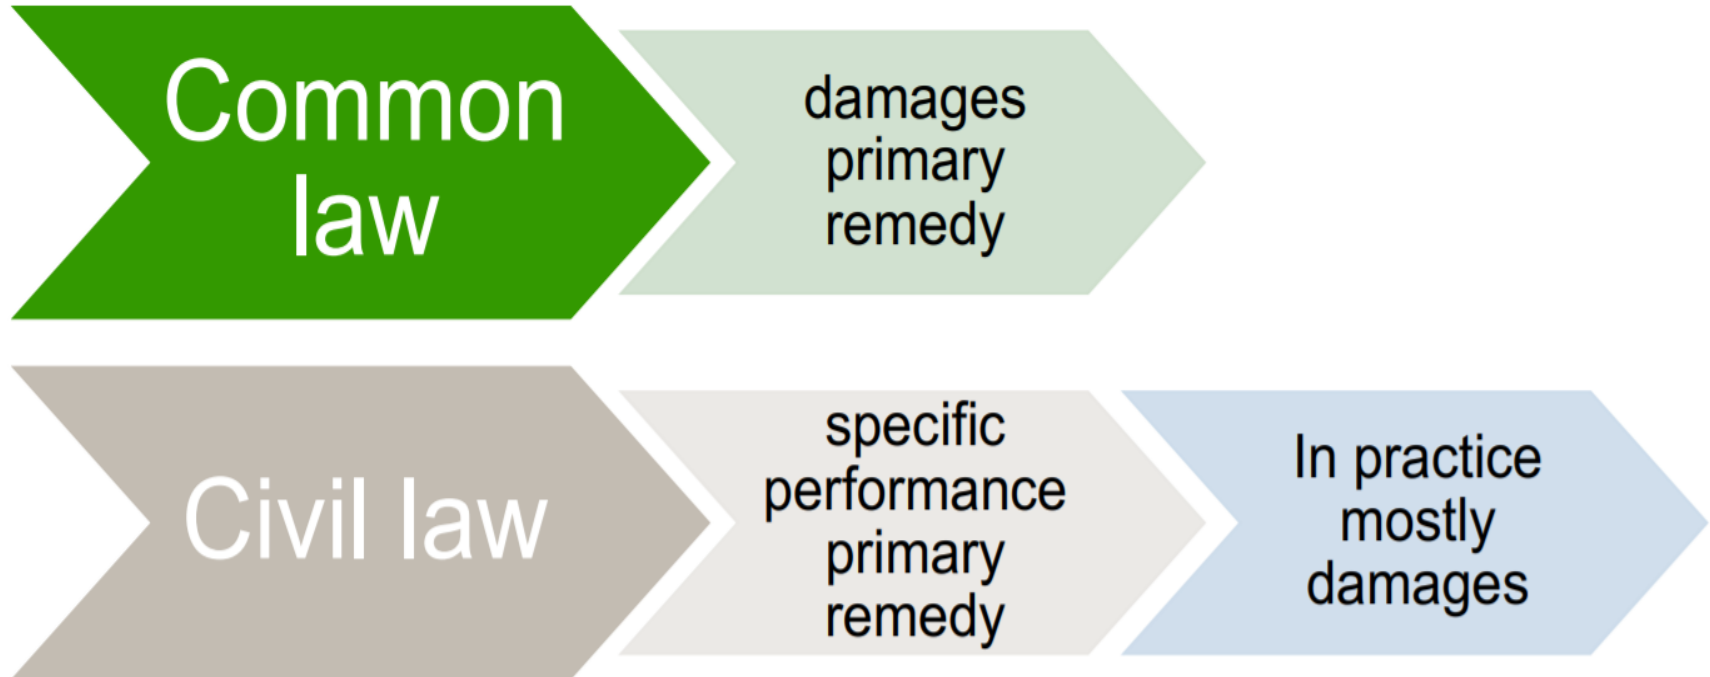 Common
law
damages
primary
remedy
Civil law
specific
performance
primary
remedy
In practice
mostly
damages